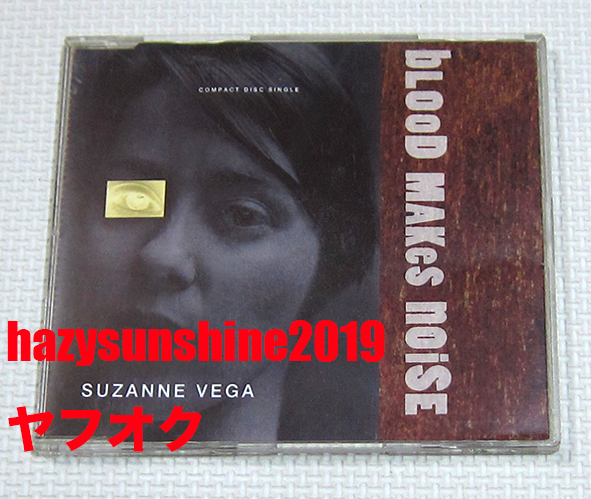 COMPACT DISC SINGLE
bLOOD MAKeS NOiSE
hazysunshine2019
SUZANNE VEGA
ヤフオク